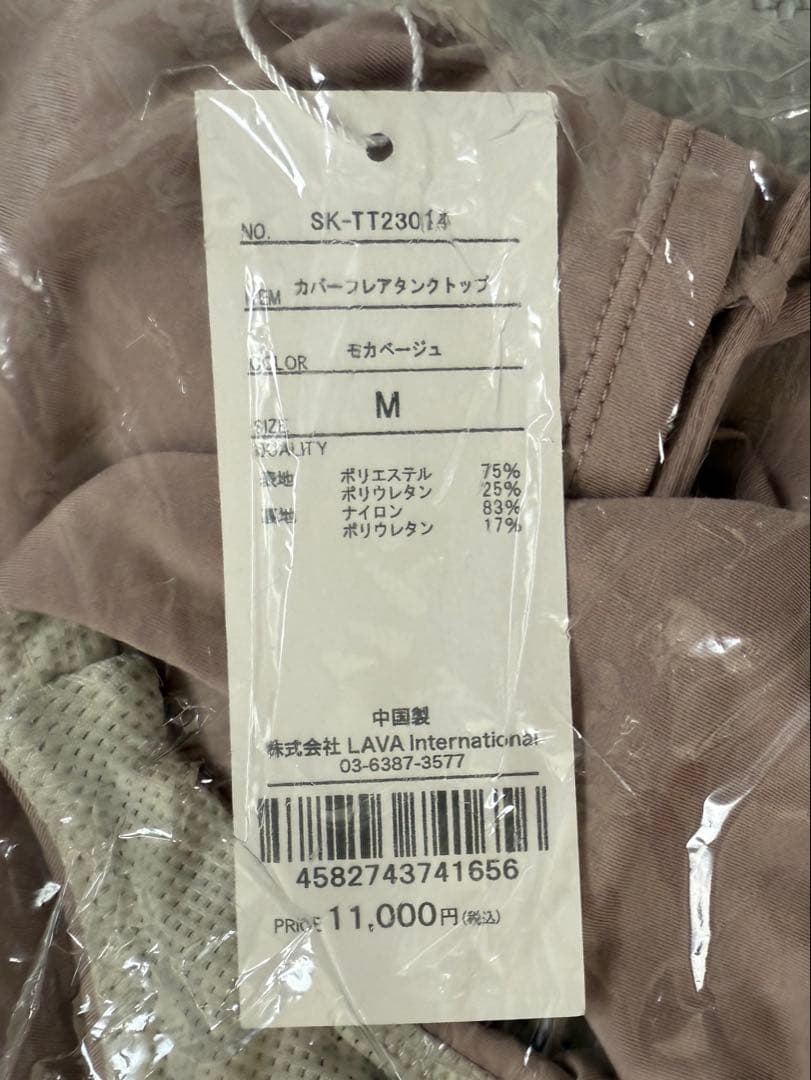 NO. SK-TT23014
ITEM カバーフレアタンクトップ
COLOR モカベージュ
SIZE M
QUALITY
表地 ポリエステル 75%
ポリウレタン 25%
裏地 ナイロン 83%
ポリウレタン 17%
中国製
株式会社 LAVA International
03-6387-3577
4582743741656
PRICE 11,000円(税込)